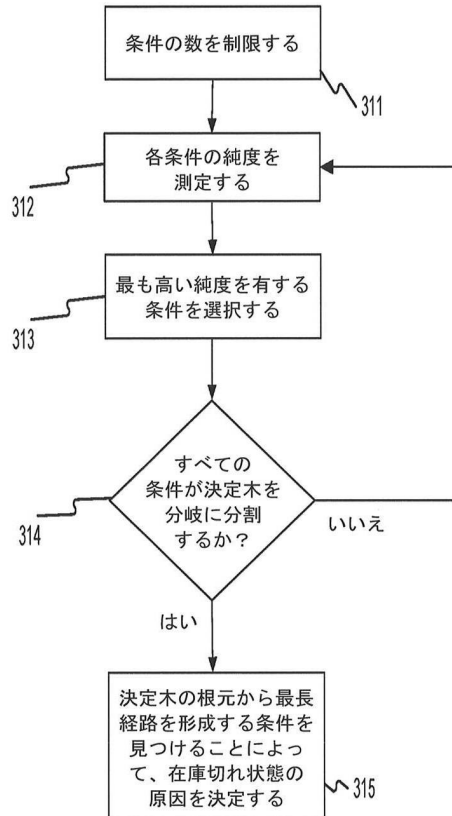 条件の数を制限する
311
各条件の純度を
測定する
312
最も高い純度を有する
条件を選択する
313
すべての
条件が決定木を
分岐に分割
するか？
314
いいえ
はい
決定木の根元から最長
経路を形成する条件を
見つけることによっ
て、在庫切れ状態の
原因を決定する
315